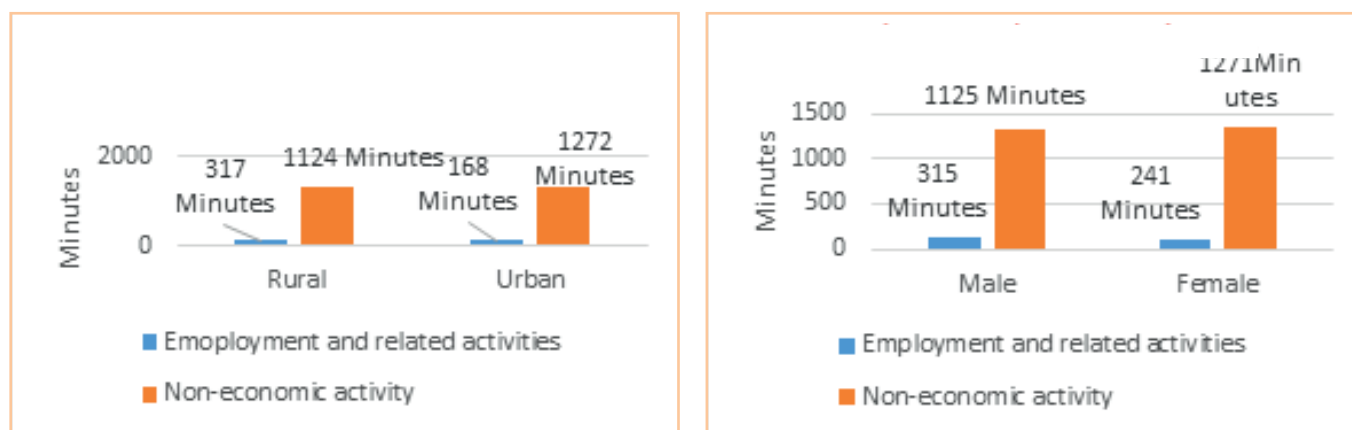 2000
317
Minutes
1124 Minutes
168
Minutes
1272
Minutes
Minutes
0
Rural
Urban
Emoployment and related activities
Non-economic activity
1125 Minutes
1271Min
utes
1500
1000
500
0
315
Minutes
241
Minutes
Minutes
Male
Female
Employment and related activities
Non-economic activity